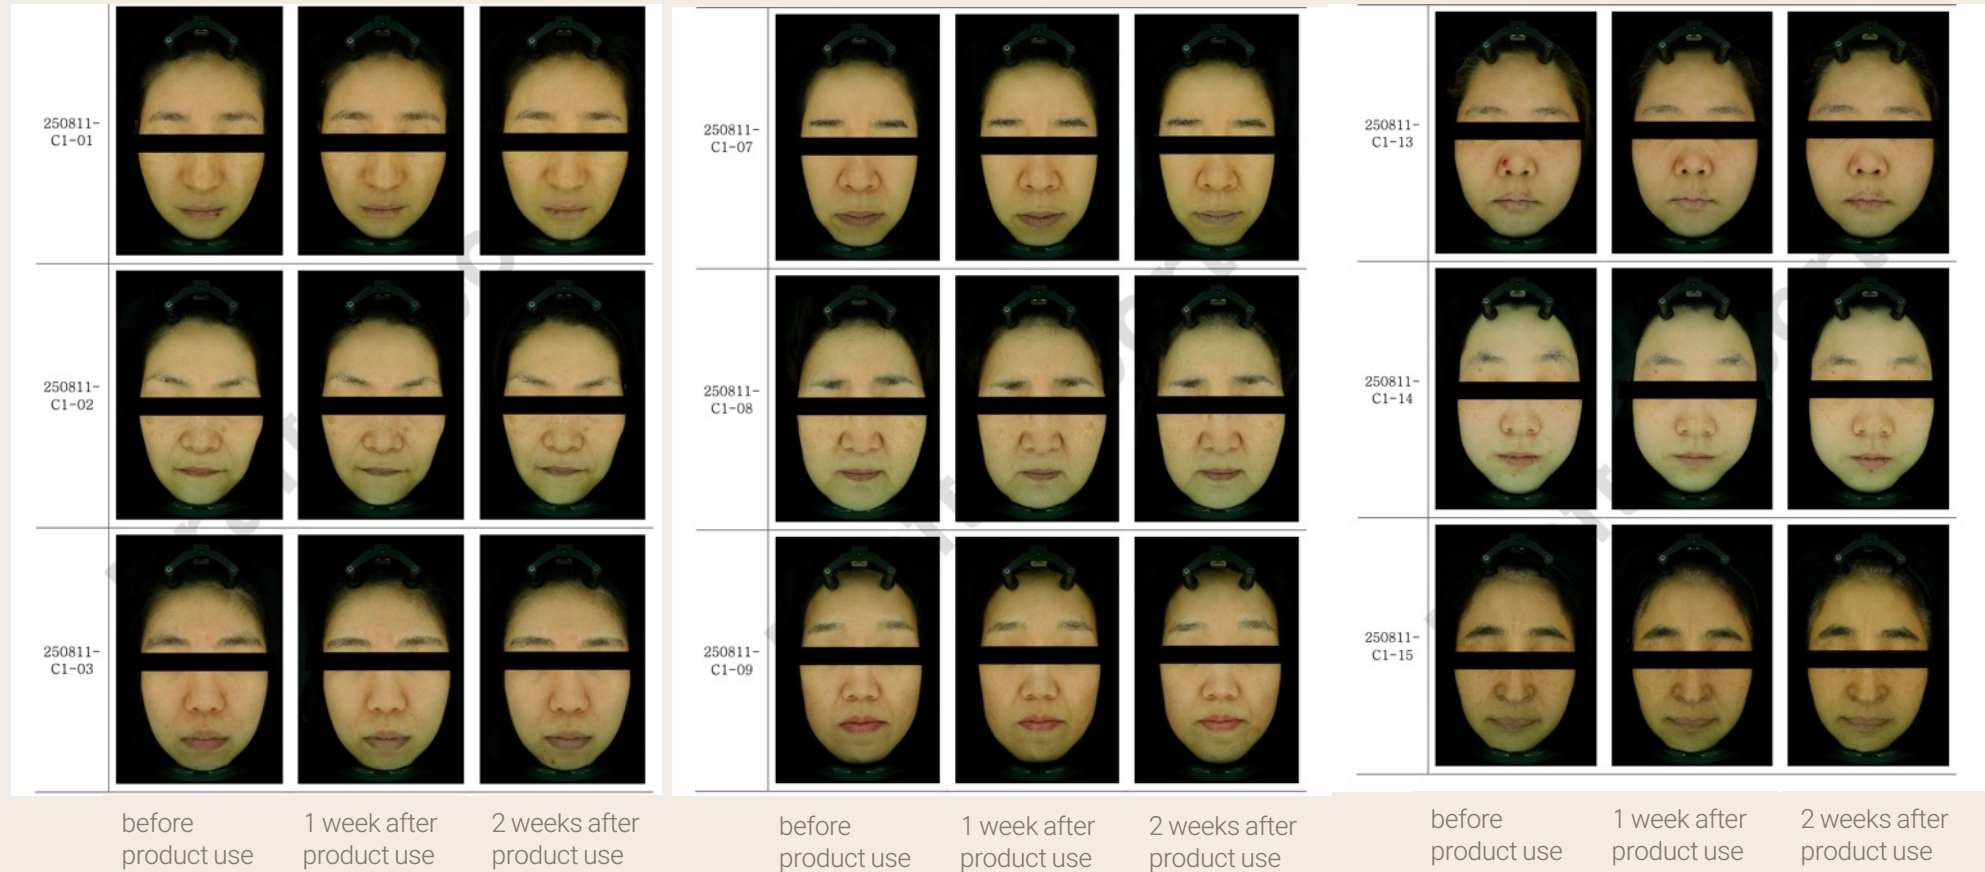 250811-
C1-01
250811-
C1-02
250811-
C1-03
before
product use
1 week after
product use
2 weeks after
product use
250811-
C1-07
250811-
C1-08
250811-
C1-09
before
product use
1 week after
product use
2 weeks after
product use
250811-
C1-13
250811-
C1-14
250811-
C1-15
before
product use
1 week after
product use
2 weeks after
product use